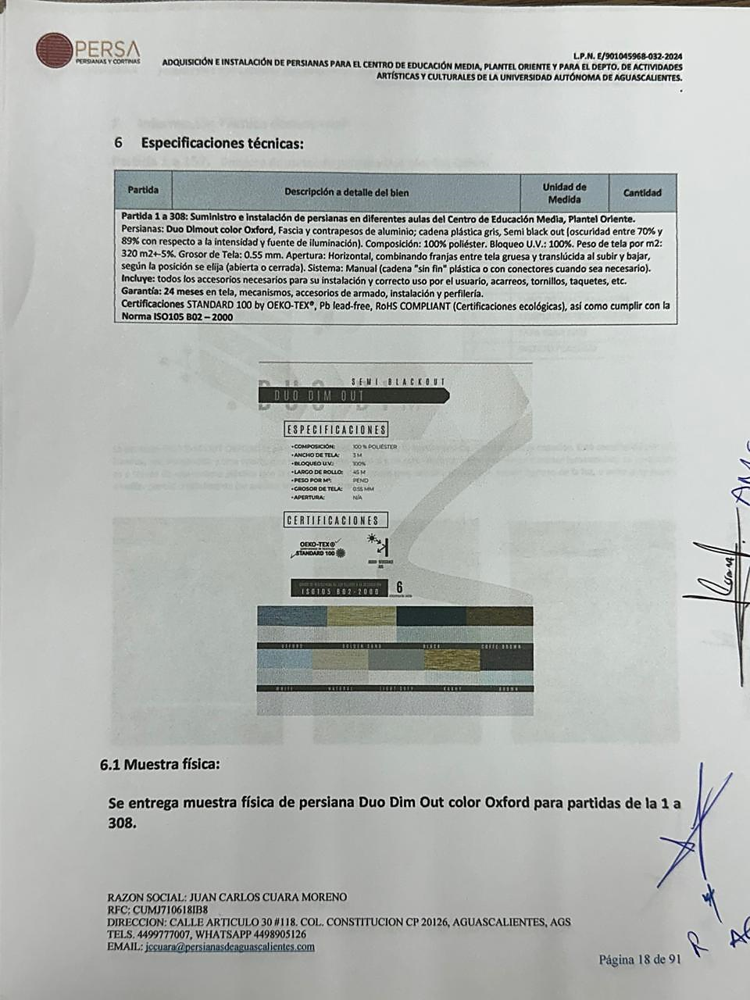 PERSA
PERSIANAS Y CORTINAS
L.P.N. E/901045968-032-2024
ADQUISICIÓN E INSTALACIÓN DE PERSIANAS PARA EL CENTRO DE EDUCACIÓN MEDIA, PLANTEL ORIENTE Y PARA EL DEPTO. DE ACTIVIDADES
ARTÍSTICAS Y CULTURALES DE LA UNIVERSIDAD AUTÓNOMA DE AGUASCALIENTES.
6 Especificaciones técnicas:
Partida Descripción a detalle del bien Unidad de Medida Cantidad
Partida 1 a 308: Suministro e instalación de persianas en diferentes aulas del Centro de Educación Media, Plantel Oriente.
Persianas: Duo Dimout color Oxford, Fascia y contrapesos de aluminio; cadena plástica gris, Semi black out (oscuridad entre 70% y
89% con respecto a la intensidad y fuente de iluminación). Composición: 100% poliéster. Bloqueo U.V.: 100%. Peso de tela por m2:
320 m2+-5%. Grosor de Tela: 0.55 mm. Apertura: Horizontal, combinando franjas entre tela gruesa y translúcida al subir y bajar,
según la posición se elija (abierta o cerrada). Sistema: Manual (cadena "sin fin" plástica o con conectores cuando sea necesario).
Incluye: todos los accesorios necesarios para su instalación y correcto uso por el usuario, acarreos, tornillos, taquetes, etc.
Garantía: 24 meses en tela, mecanismos, accesorios de armado, instalación y perfilería.
Certificaciones STANDARD 100 by OEKO-TEX®, Pb lead-free, RoHS COMPLIANT (Certificaciones ecológicas), así como cumplir con la
Norma ISO105 B02 – 2000
SEMI BLACKOUT
DUO DIM OUT
ESPECIFICACIONES
•COMPOSICIÓN: 100 % POLIÉSTER
•ANCHO DE TELA: 3 M
•BLOQUEO U.V.: 100%
•LARGO DE ROLLO: 45 M
•PESO POR M²: PEND
•GROSOR DE TELA: 0.55 MM
•APERTURA: N/A
CERTIFICACIONES
OEKO-TEX®
STANDARD 100
ISO105 B02-2000
6
OXFORD GOLDEN SAND BLACK COFFE BROWN
WHITE NATURAL LIGHT GREY KHAKI BROWN
6.1 Muestra física:
Se entrega muestra física de persiana Duo Dim Out color Oxford para partidas de la 1 a
308.
RAZON SOCIAL: JUAN CARLOS CUARA MORENO
RFC: CUMJ710618IB8
DIRECCION: CALLE ARTICULO 30 #118. COL. CONSTITUCION CP 20126, AGUASCALIENTES, AGS
TELS. 4499777007, WHATSAPP 4498905126
EMAIL: jccuara@persianasdeaguascalientes.com
Página 18 de 91